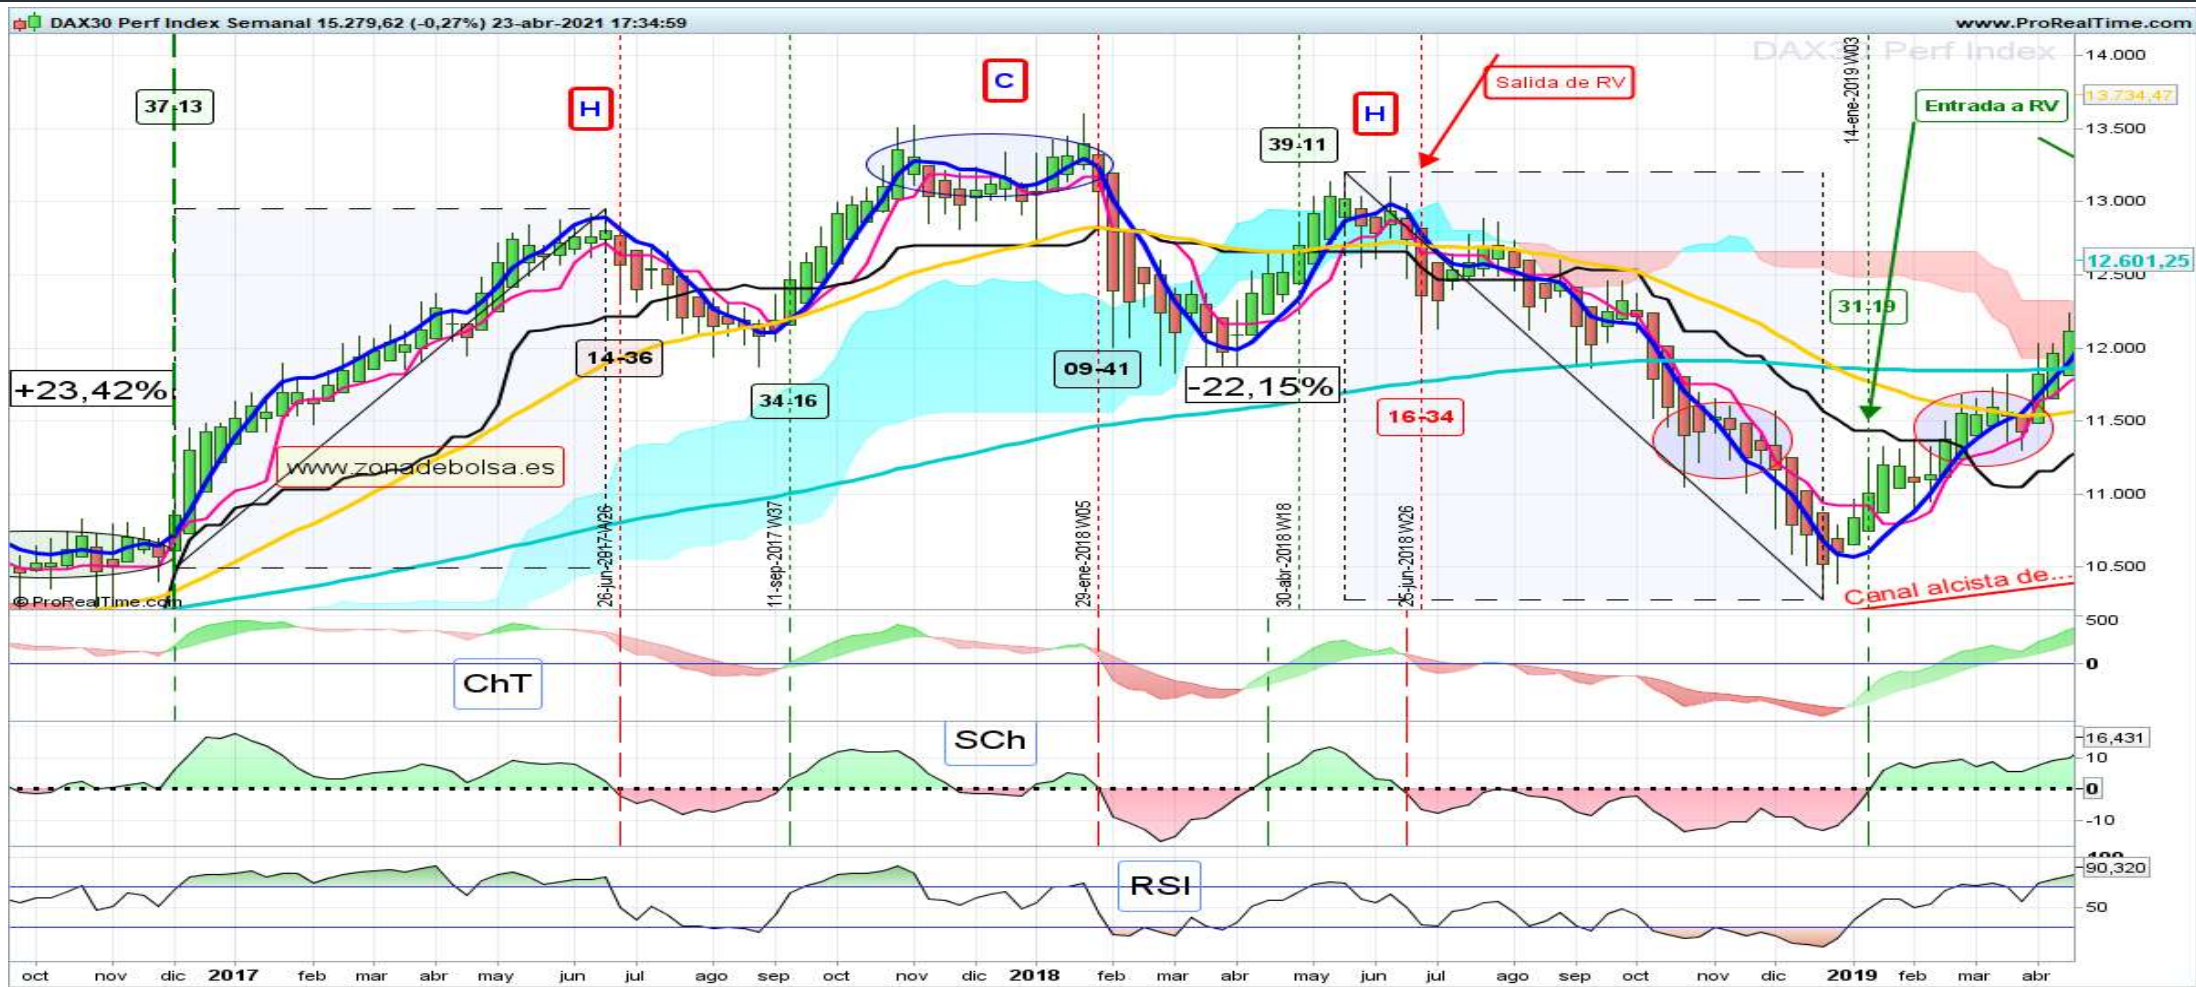 DAX30 Perf Index Semanal 15.279,62 (-0,27%) 23-abr-2021 17:34:59
www.ProRealTime.com
DAX30 Perf Index
14.000
13.734,47
13.500
13.000
12.601,25
12.500
12.000
11.500
11.000
10.500
37-13
H
C
H
Salida de RV
14-ene-2019 W03
Entrada a RV
39-11
31-19
14-36
09-41
+23,42%
-22,15%
34-16
16-34
www.zonadebolsa.es
26-jun-2017 W26
11-sep-2017 W37
29-ene-2018 W05
30-abr-2018 W18
25-jun-2018 W26
Canal alcista de...
© ProRealTime.com
500
0
ChT
SCh
16,431
10
0
-10
RSI
100
90,320
50
oct nov dic 2017 feb mar abr may jun jul ago sep oct nov dic 2018 feb mar abr may jun jul ago sep oct nov dic 2019 feb mar abr